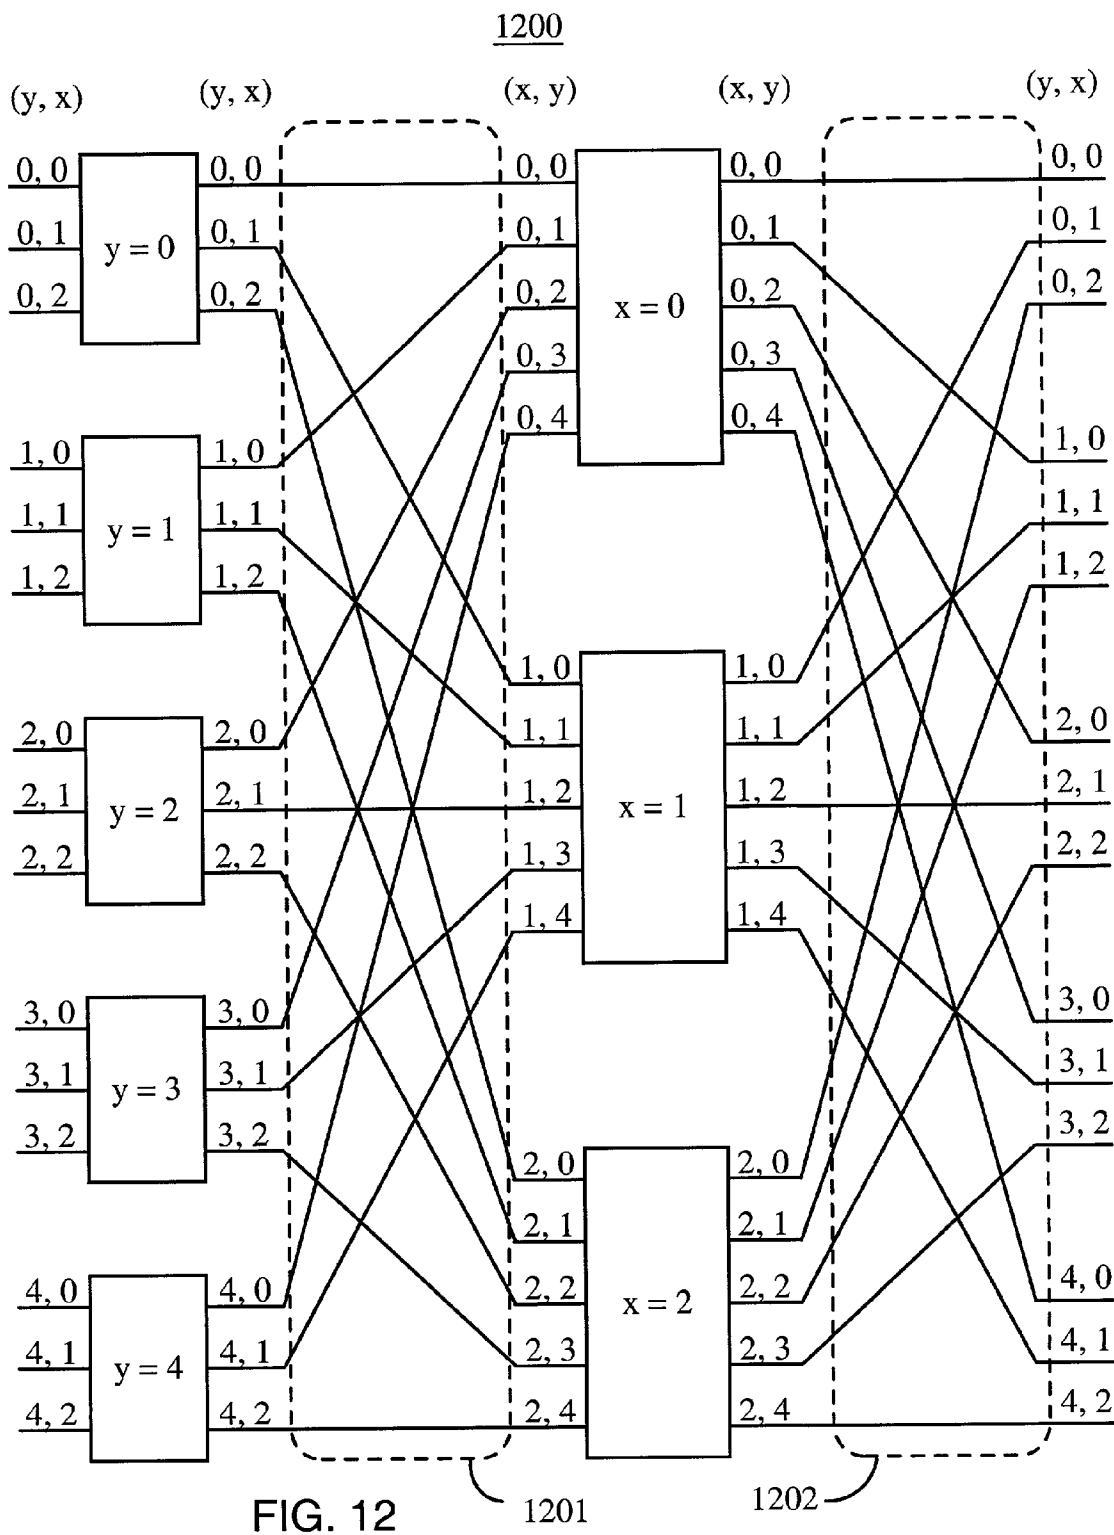 1200
(y, x) (y, x) (x, y) (x, y) (y, x)
0, 0 0, 0 0, 0 0, 0 0, 0
0, 1 y = 0 0, 1 0, 1 0, 1 0, 1
0, 2 0, 2 0, 2 x = 0 0, 2 0, 2
0, 3 0, 3
0, 4 0, 4
1, 0 1, 0 1, 0
1, 1 y = 1 1, 1 1, 1
1, 2 1, 2 1, 2
1, 0 1, 0
2, 0 2, 0 1, 1 1, 1 2, 0
2, 1 y = 2 2, 1 1, 2 x = 1 1, 2 2, 1
2, 2 2, 2 1, 3 1, 3 2, 2
1, 4 1, 4
3, 0 3, 0 3, 0
3, 1 y = 3 3, 1 3, 1
3, 2 3, 2 3, 2
2, 0 2, 0
2, 1 2, 1
4, 0 4, 0 2, 2 x = 2 2, 2 4, 0
4, 1 y = 4 4, 1 2, 3 2, 3 4, 1
4, 2 4, 2 2, 4 2, 4 4, 2
1201 1202
FIG. 12